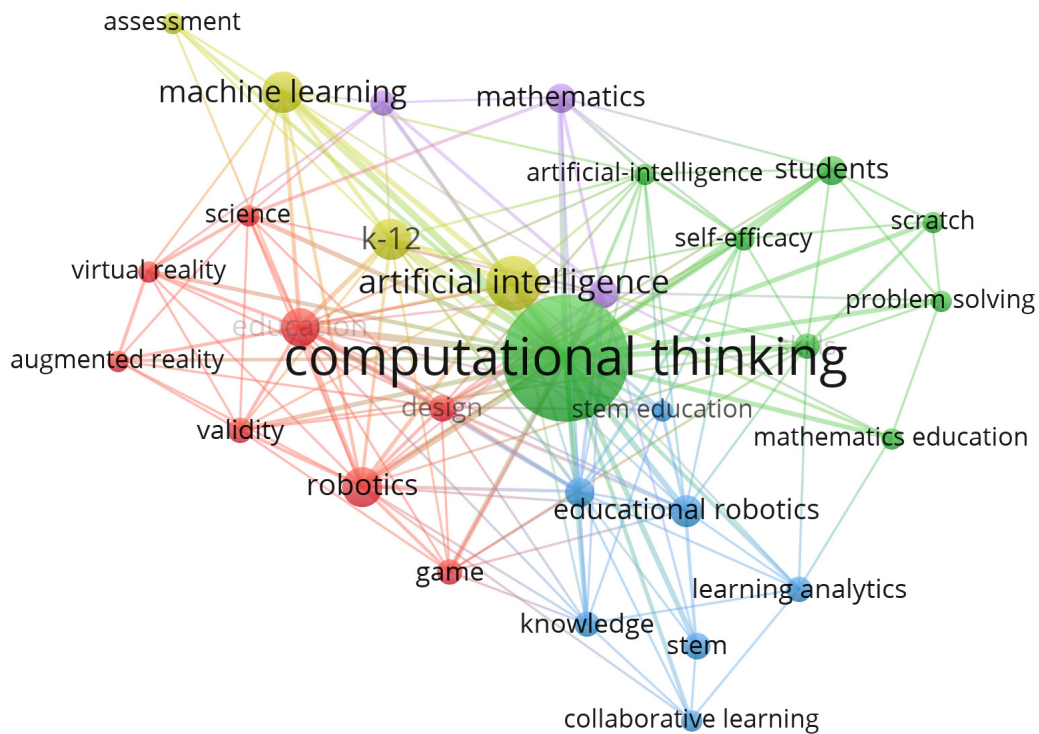 assessment
machine learning
mathematics
artificial-intelligence
students
science
scratch
k-12
self-efficacy
virtual reality
artificial intelligence
problem solving
education
augmented reality
computational thinking
design
stem education
validity
mathematics education
robotics
educational robotics
game
learning analytics
knowledge
stem
collaborative learning